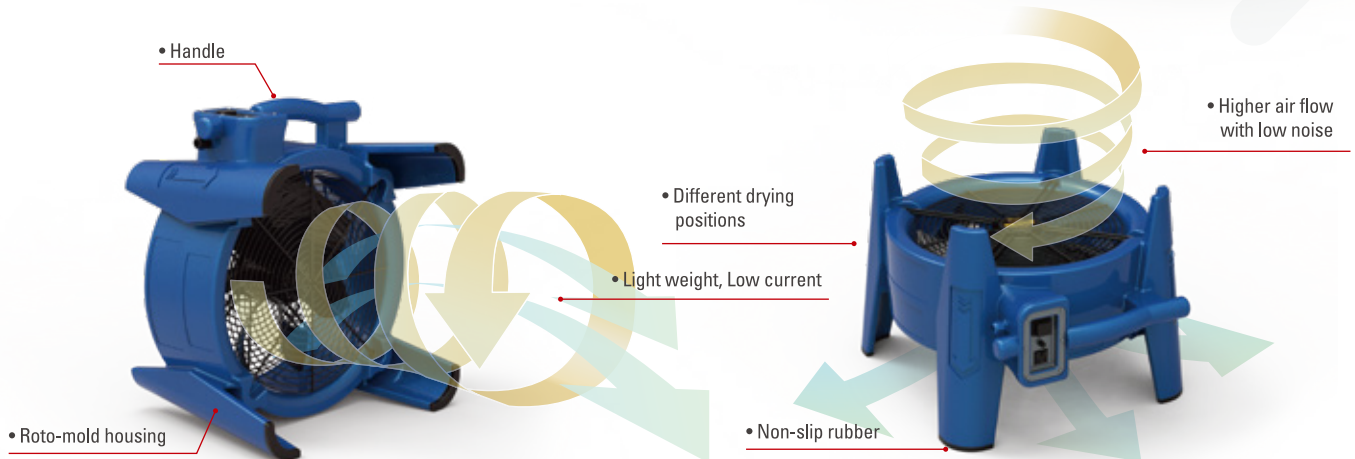 • Handle
• Higher air flow
with low noise
• Different drying
positions
• Light weight, Low current
• Roto-mold housing
• Non-slip rubber